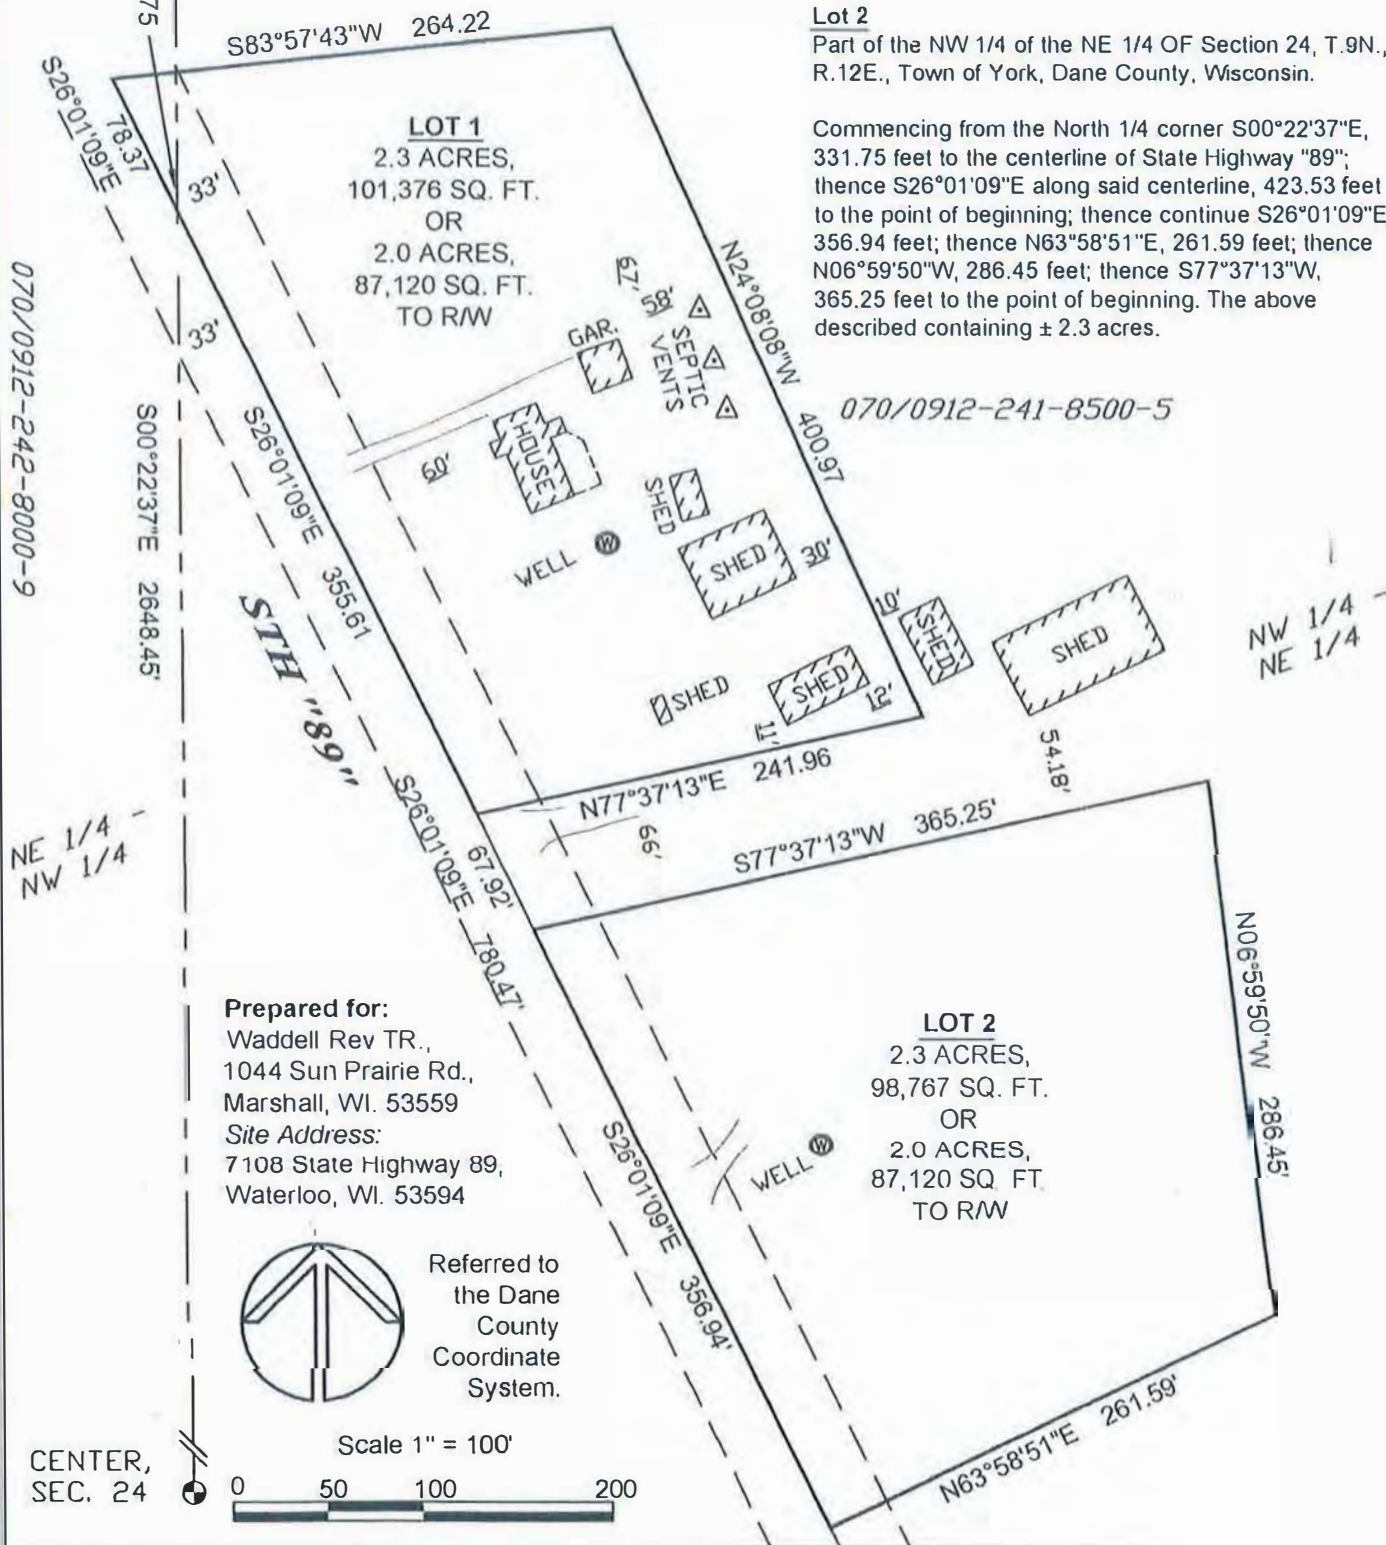 75
S83°57'43"W 264.22
S26°01'09"E
78.37
33'
33'
LOT 1
2.3 ACRES,
101,376 SQ. FT.
OR
2.0 ACRES,
87,120 SQ. FT.
TO R/W
Lot 2
Part of the NW 1/4 of the NE 1/4 OF Section 24, T.9N.,
R.12E., Town of York, Dane County, Wisconsin.
Commencing from the North 1/4 corner S00°22'37"E,
331.75 feet to the centerline of State Highway "89";
thence S26°01'09"E along said centerline, 423.53 feet
to the point of beginning; thence continue S26°01'09"E
356.94 feet; thence N63°58'51"E, 261.59 feet; thence
N06°59'50"W, 286.45 feet; thence S77°37'13"W,
365.25 feet to the point of beginning. The above
described containing ± 2.3 acres.
070/0912-241-8500-5
070/0912-242-8000-9
S00°22'37"E 2648.45'
S26°01'09"E 355.61
N24°08'08"W 400.97
67'
58'
SEPTIC
VENTS
GAR.
HOUSE
60'
WELL
W
SHED
SHED
30'
10'
SHED
SHED
SHED
SHED
12'
11'
54.18'
NW 1/4
NE 1/4
STH "89"
N77°37'13"E 241.96
66'
S77°37'13"W 365.25'
NE 1/4
NW 1/4
S26°01'09"E 780.47'
67.92'
N06°59'50"W 286.45'
Prepared for:
Waddell Rev TR.,
1044 Sun Prairie Rd.,
Marshall, WI. 53559
Site Address:
7108 State Highway 89,
Waterloo, WI. 53594
LOT 2
2.3 ACRES,
98,767 SQ. FT.
OR
2.0 ACRES,
87,120 SQ. FT.
TO R/W
WELL
W
S26°01'09"E 356.94'
Referred to
the Dane
County
Coordinate
System.
N63°58'51"E 261.59'
Scale 1" = 100'
0 50 100 200
CENTER,
SEC. 24